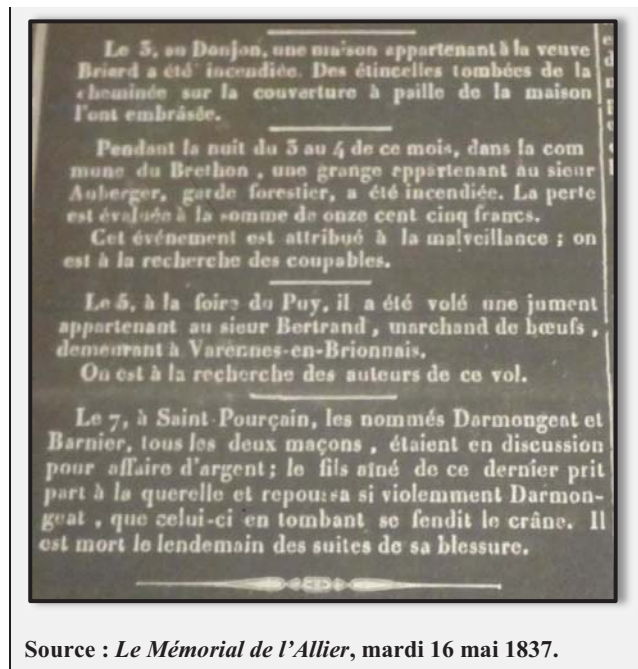 Le 3, au Donjon, une maison appartenant à la veuve
Briard a été incendiée. Des étincelles tombées de la
cheminée sur la couverture à paille de la maison
l'ont embrâsée.
Pendant la nuit du 3 au 4 de ce mois, dans la com
mune du Brethon, une grange appartenant au sieur
Auberger, garde forestier, a été incendiée. La perte
est évaluée à la somme de onze cent cinq francs.
Cet événement est attribué à la malveillance ; on
est à la recherche des coupables.
Le 5, à la foire du Puy, il a été volé une jument
appartenant au sieur Bertrand, marchand de bœufs,
demeurant à Varennes-en-Brionnais.
On est à la recherche des auteurs de ce vol.
Le 7, à Saint-Pourçain, les nommés Darmongeat et
Barnier, tous les deux maçons, étaient en discussion
pour affaire d'argent ; le fils aîné de ce dernier prit
part à la querelle et repoussa si violemment Darmon-
geat, que celui-ci en tombant se fendit le crâne. Il
est mort le lendemain des suites de sa blessure.
Source : Le Mémorial de l'Allier, mardi 16 mai 1837.